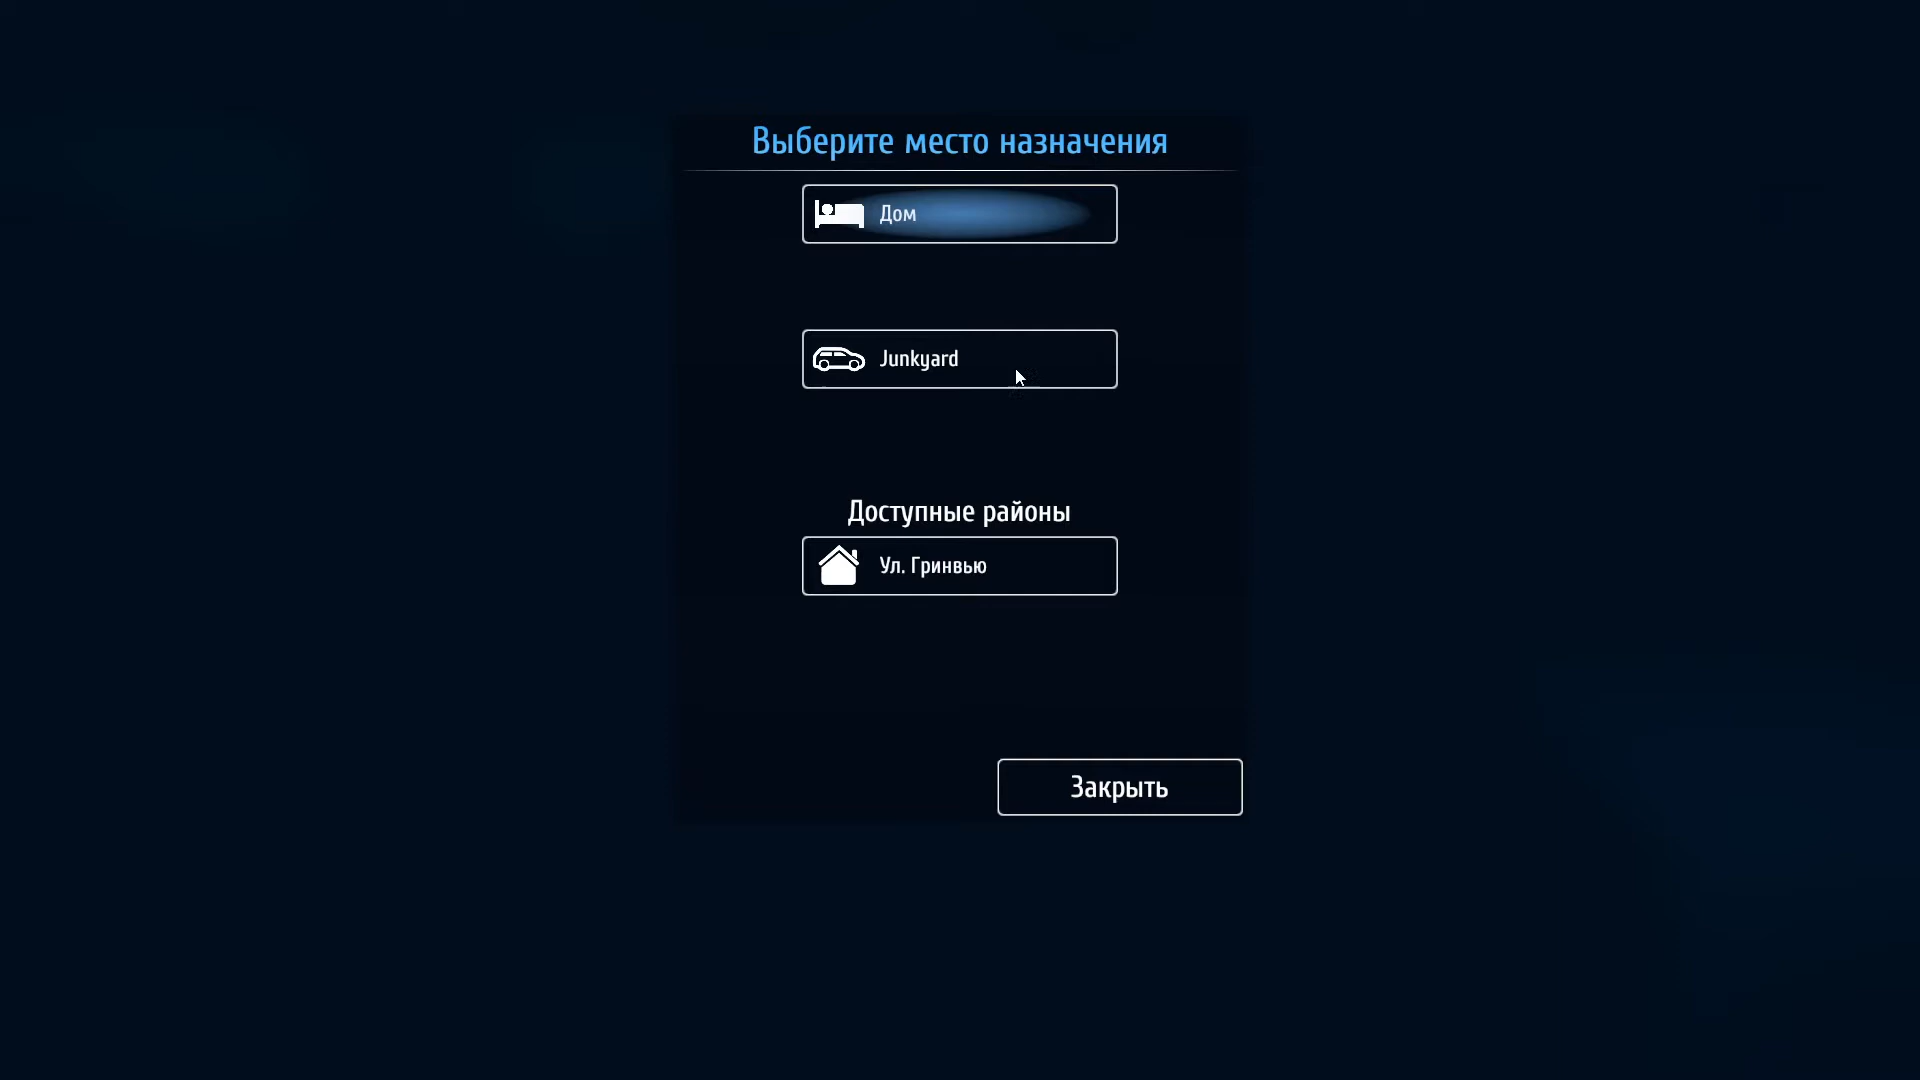 Выберите место назначения
Дом
Junkyard
Доступные районы
Ул. Гринвью
Закрыть